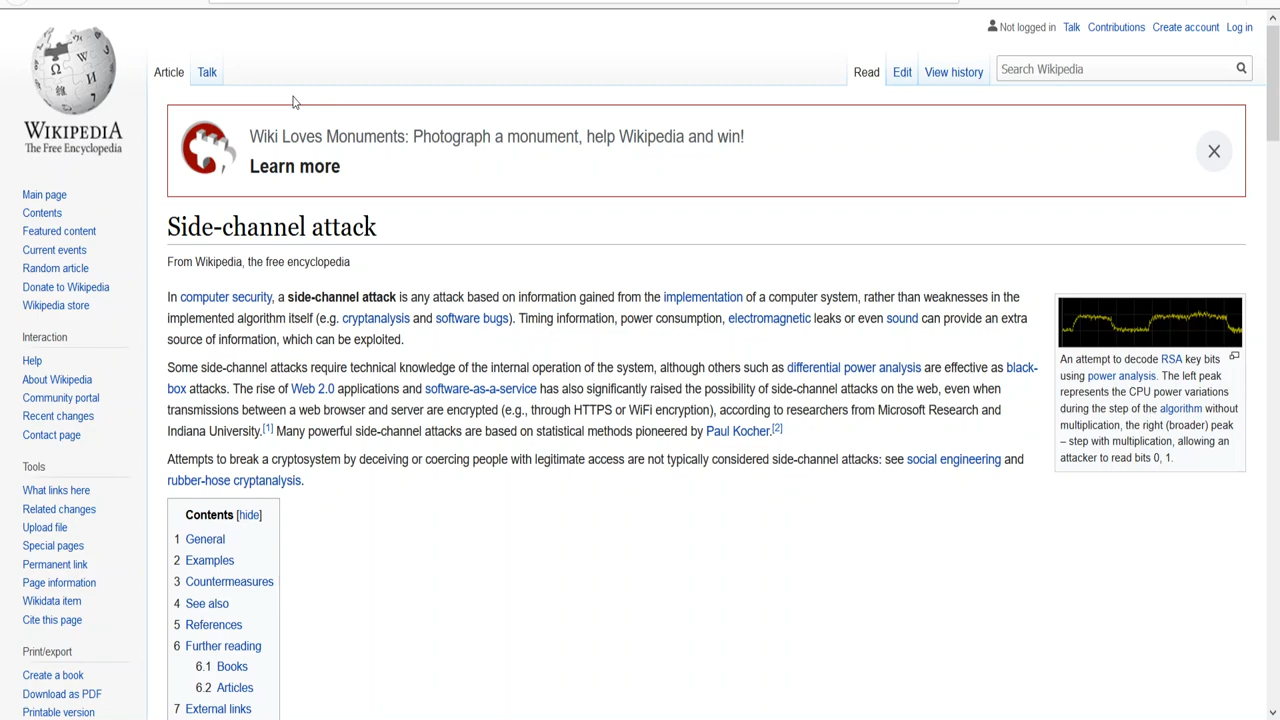 Not logged in Talk Contributions Create account Log in
Article Talk Read Edit View history Search Wikipedia
WIKIPEDIA
The Free Encyclopedia
Main page
Contents
Featured content
Current events
Random article
Donate to Wikipedia
Wikipedia store
Interaction
Help
About Wikipedia
Community portal
Recent changes
Contact page
Tools
What links here
Related changes
Upload file
Special pages
Permanent link
Page information
Wikidata item
Cite this page
Print/export
Create a book
Download as PDF
Printable version
Wiki Loves Monuments: Photograph a monument, help Wikipedia and win!
Learn more
Side-channel attack
From Wikipedia, the free encyclopedia
In computer security, a side-channel attack is any attack based on information gained from the implementation of a computer system, rather than weaknesses in the
implemented algorithm itself (e.g. cryptanalysis and software bugs). Timing information, power consumption, electromagnetic leaks or even sound can provide an extra
source of information, which can be exploited.
Some side-channel attacks require technical knowledge of the internal operation of the system, although others such as differential power analysis are effective as black-
box attacks. The rise of Web 2.0 applications and software-as-a-service has also significantly raised the possibility of side-channel attacks on the web, even when
transmissions between a web browser and server are encrypted (e.g., through HTTPS or WiFi encryption), according to researchers from Microsoft Research and
Indiana University.[1] Many powerful side-channel attacks are based on statistical methods pioneered by Paul Kocher.[2]
Attempts to break a cryptosystem by deceiving or coercing people with legitimate access are not typically considered side-channel attacks: see social engineering and
rubber-hose cryptanalysis.
An attempt to decode RSA key bits
using power analysis. The left peak
represents the CPU power variations
during the step of the algorithm without
multiplication, the right (broader) peak
– step with multiplication, allowing an
attacker to read bits 0, 1.
Contents [hide]
1 General
2 Examples
3 Countermeasures
4 See also
5 References
6 Further reading
6.1 Books
6.2 Articles
7 External links